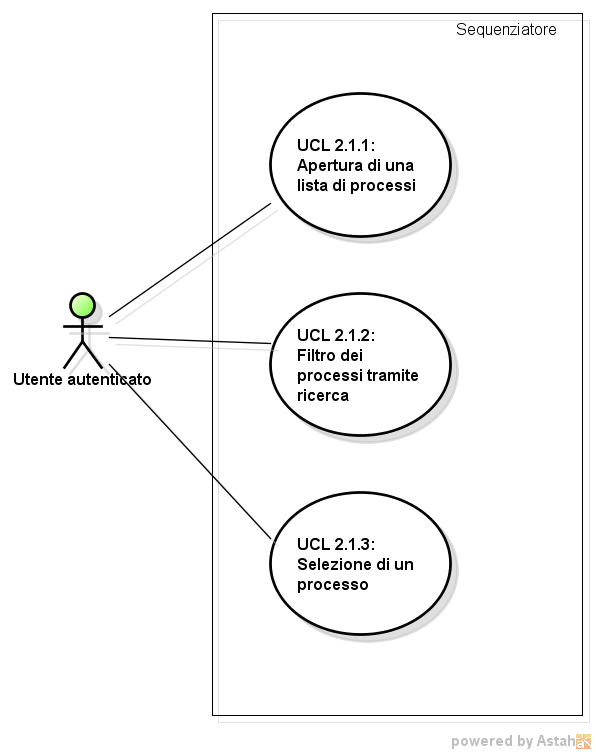 Sequenziatore
UCL 2.1.1:
Apertura di una
lista di processi
UCL 2.1.2:
Filtro dei
processi tramite
ricerca
Utente autenticato
UCL 2.1.3:
Selezione di un
processo
powered by Astah